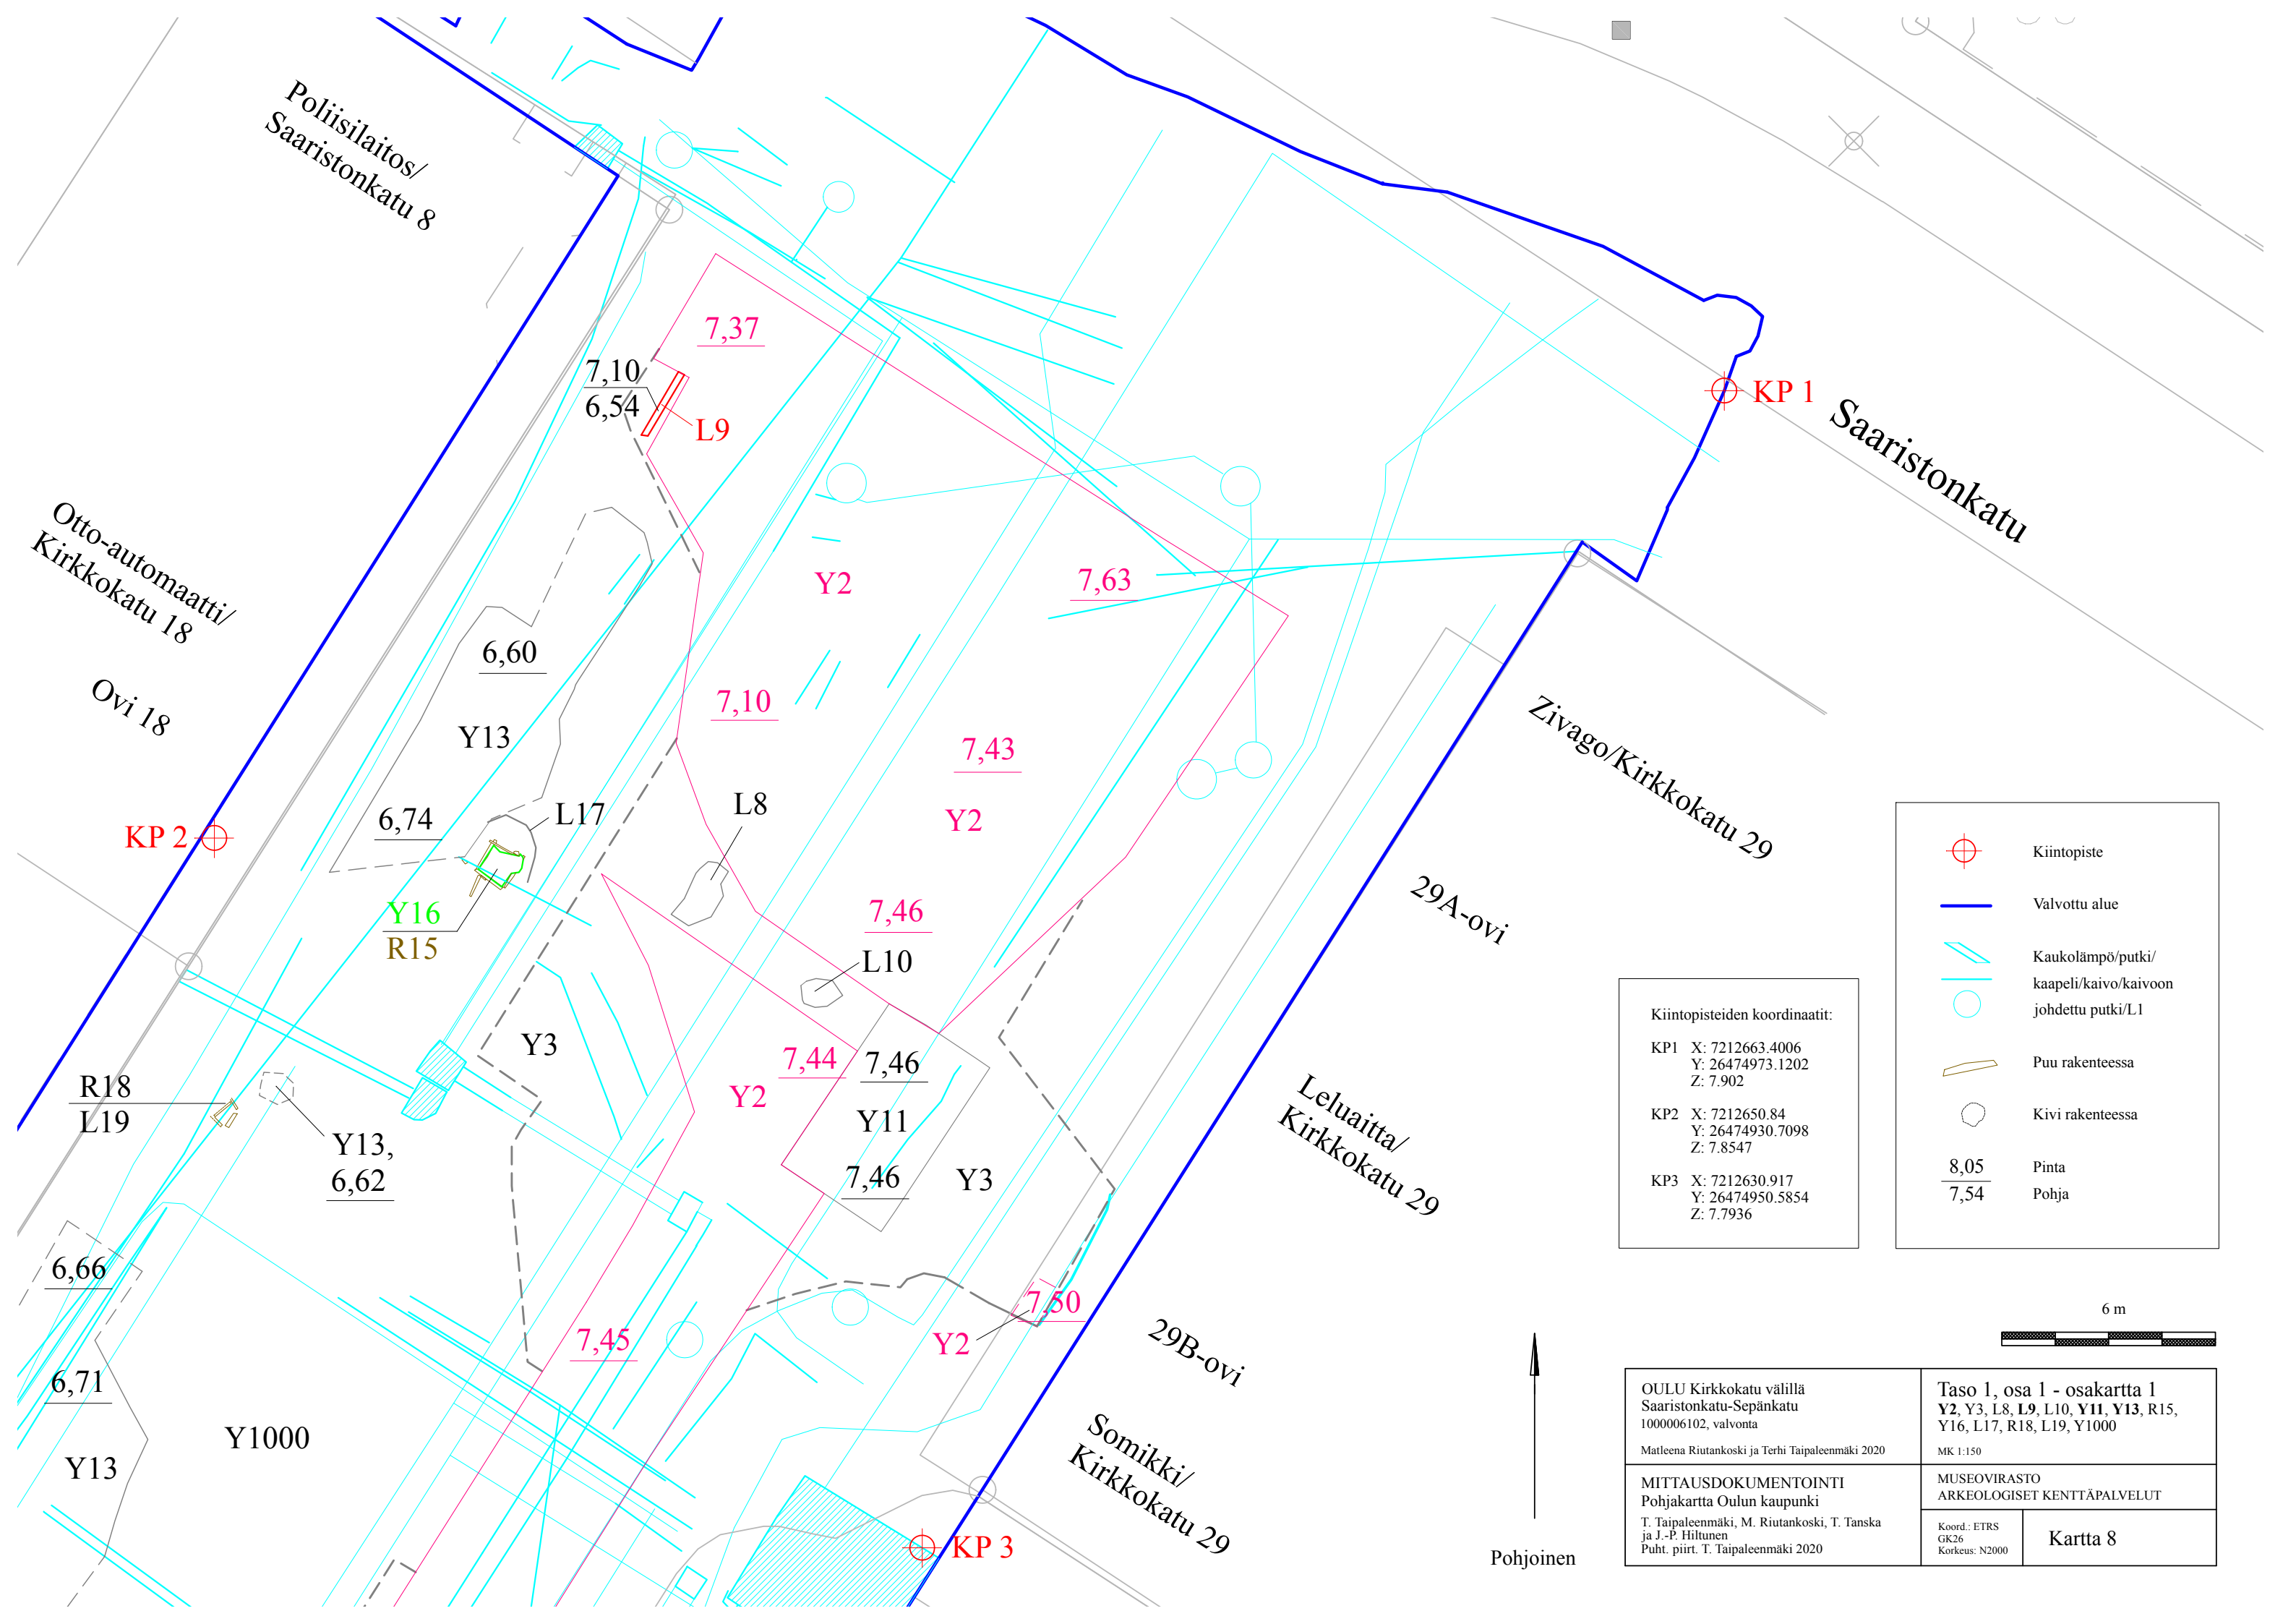 Poliisilaitos/
Saaristonkatu 8
7,37
7,10
6,54
L9
KP 1
Saaristonkatu
Otto-automaatti/
Kirkkokatu 18
Ovi 18
Y2
7,63
6,60
7,10
Y13
7,43
Zivago/Kirkkokatu 29
6,74
L17
L8
Y2
KP 2
Y16
R15
7,46
29A-ovi
L10
Y3
7,44
7,46
Y2
Y11
R18
L19
Y13,
6,62
7,46
Y3
Leluaitta/
Kirkkokatu 29
6,66
7,50
Y2
7,45
29B-ovi
6,71
Y1000
Y13
Somikki/
Kirkkokatu 29
KP 3
Kiintopiste
Valvottu alue
Kaukolämpö/putki/
kaapeli/kaivo/kaivoon
johdettu putki/L1
Puu rakenteessa
Kivi rakenteessa
8,05 Pinta
7,54 Pohja
Kiintopisteiden koordinaatit:
KP1 X: 7212663.4006
Y: 26474973.1202
Z: 7.902
KP2 X: 7212650.84
Y: 26474930.7098
Z: 7.8547
KP3 X: 7212630.917
Y: 26474950.5854
Z: 7.7936
6 m
Pohjoinen
OULU Kirkkokatu välillä
Saaristonkatu-Sepänkatu
1000006102, valvonta
Matleena Riutankoski ja Terhi Taipaleenmäki 2020
Taso 1, osa 1 - osakartta 1
Y2, Y3, L8, L9, L10, Y11, Y13, R15,
Y16, L17, R18, L19, Y1000
MK 1:150
MITTAUSDOKUMENTOINTI
Pohjakartta Oulun kaupunki
T. Taipaleenmäki, M. Riutankoski, T. Tanska
ja J.-P. Hiltunen
Puht. piirt. T. Taipaleenmäki 2020
MUSEOVIRASTO
ARKEOLOGISET KENTTÄPALVELUT
Koord.: ETRS
GK26
Korkeus: N2000
Kartta 8